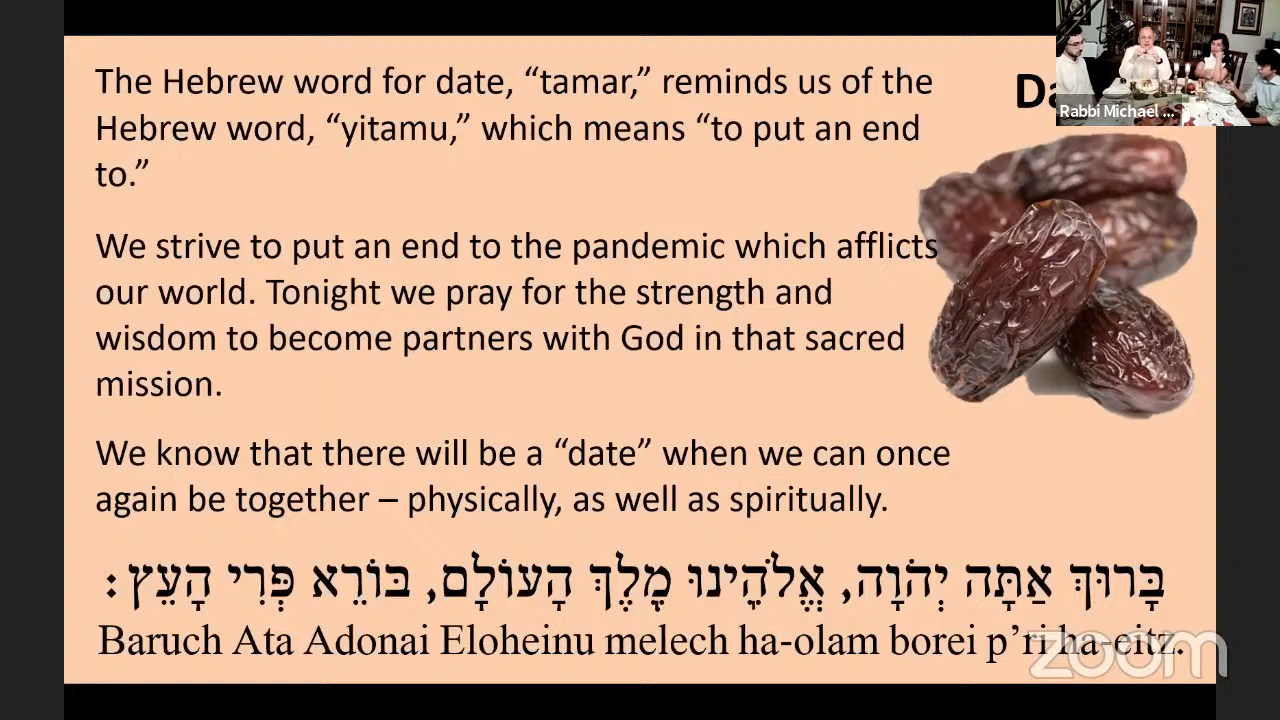 The Hebrew word for date, “tamar,” reminds us of the
Hebrew word, “yitamu,” which means “to put an end
to.”
We strive to put an end to the pandemic which afflicts
our world. Tonight we pray for the strength and
wisdom to become partners with God in that sacred
mission.
We know that there will be a “date” when we can once
again be together – physically, as well as spiritually.
בָּרוּךְ אַתָּה יְהֹוָה, אֱלֹהֵֽינוּ מֶֽלֶךְ הָעוֹלָם, בּוֹרֵא פְּרִי הָעֵץ:
Baruch Ata Adonai Eloheinu melech ha-olam borei p’ri ha-eitz.
Rabbi Michael ...
zoom